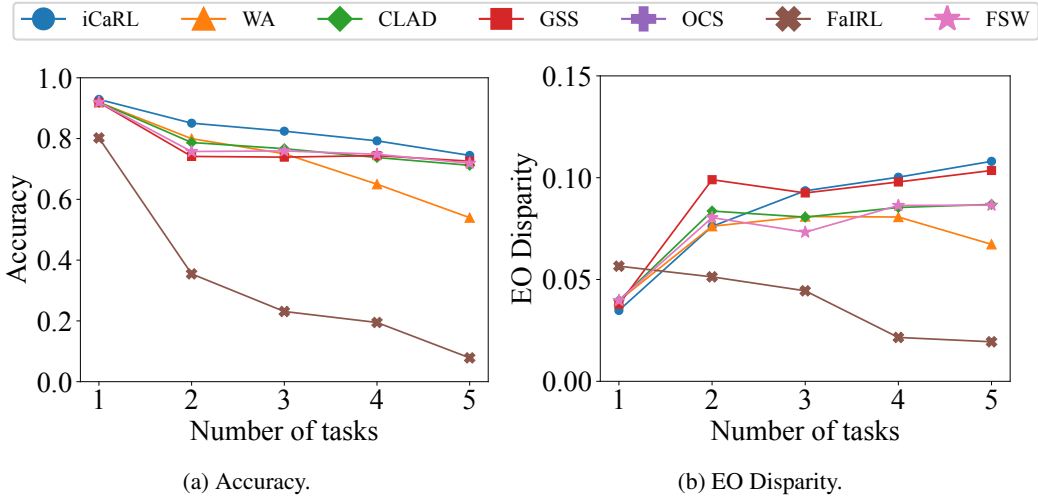 iCaRL WA CLAD GSS OCS FaIRL FSW
1.0
0.8
0.6
0.4
0.2
0.0
Accuracy
1 2 3 4 5
Number of tasks
(a) Accuracy.
0.15
0.10
0.05
0.00
EO Disparity
1 2 3 4 5
Number of tasks
(b) EO Disparity.